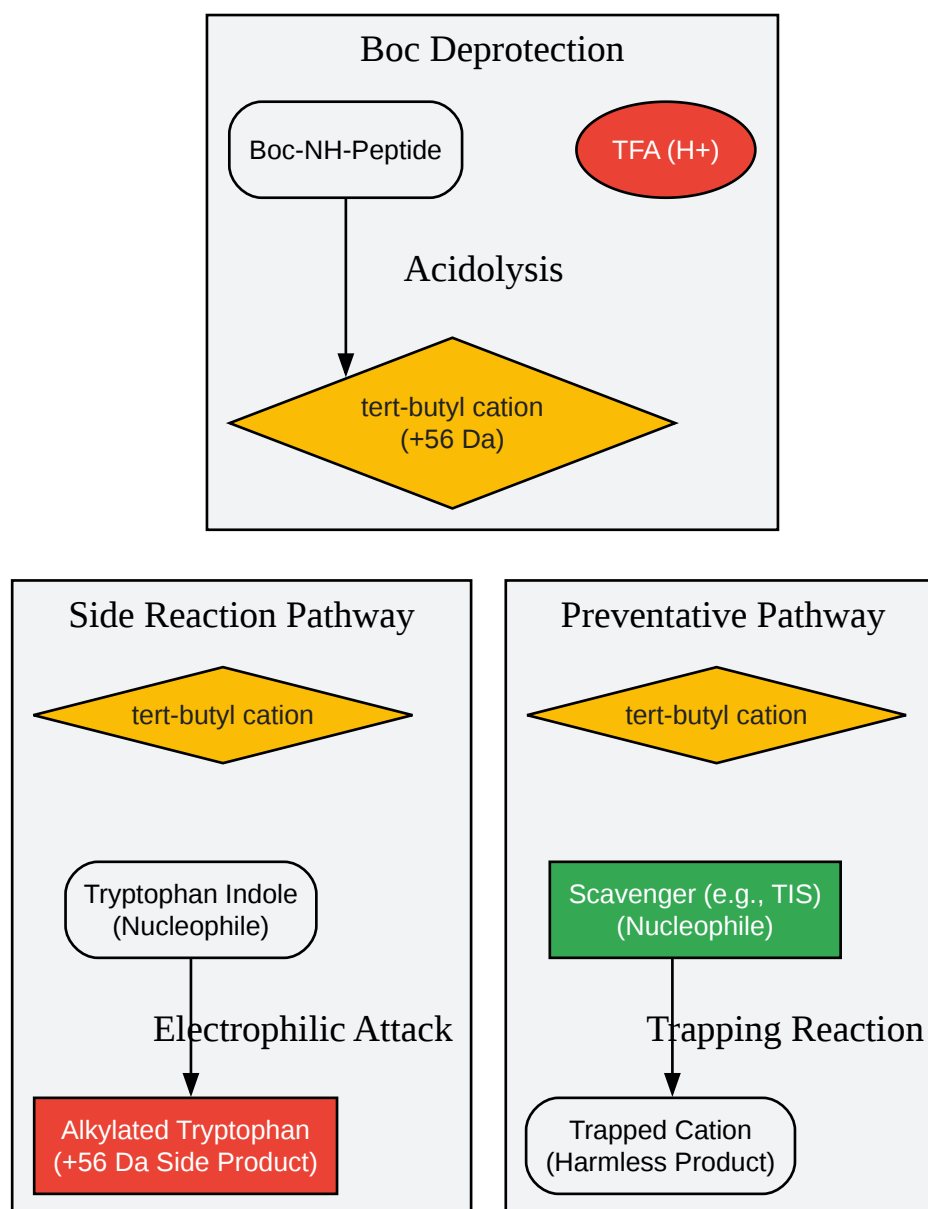 Boc Deprotection
Boc-NH-Peptide
TFA (H+)
Acidolysis
tert-butyl cation
(+56 Da)
Side Reaction Pathway
tert-butyl cation
Tryptophan Indole
(Nucleophile)
Electrophilic Attack
Alkylated Tryptophan
(+56 Da Side Product)
Preventative Pathway
tert-butyl cation
Scavenger (e.g., TIS)
(Nucleophile)
Trapping Reaction
Trapped Cation
(Harmless Product)